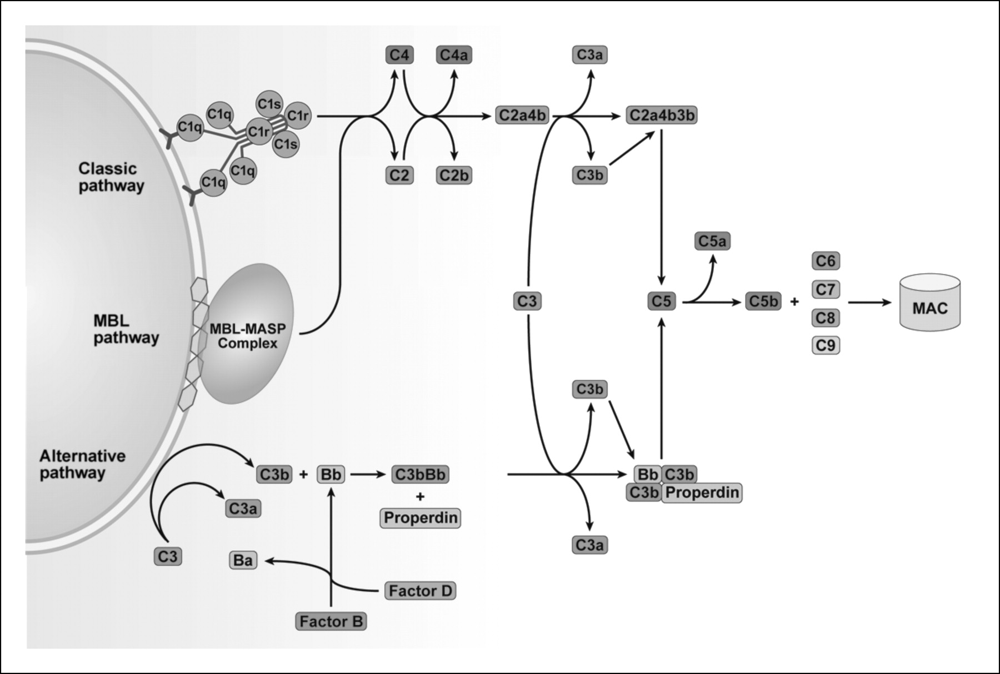 C4
C4a
C3a
C1s
C1q
C1r
C1q
C1r
C1s
C1q
C1q
C2a4b
C2a4b3b
C2
C2b
C3b
Classic
pathway
C5a
C6
C7
C8
C9
C3
C5
C5b
+
MAC
MBL
pathway
MBL-MASP
Complex
C3b
Alternative
pathway
C3b + Bb
C3bBb
+
Properdin
C3a
Bb C3b
C3b Properdin
C3a
C3
Ba
Factor D
Factor B